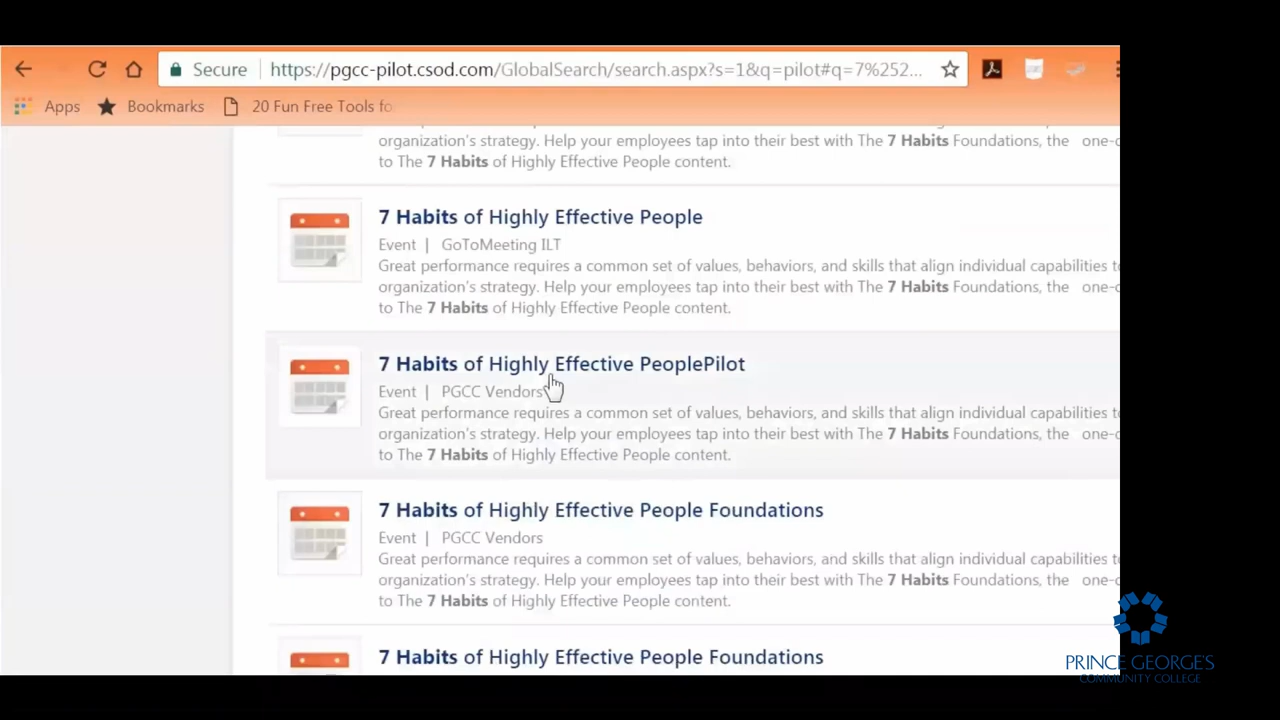 Secure https://pgcc-pilot.csod.com/GlobalSearch/search.aspx?s=1&q=pilot#q=7%252...
Apps Bookmarks 20 Fun Free Tools fo
organization's strategy. Help your employees tap into their best with The 7 Habits Foundations, the one-
to The 7 Habits of Highly Effective People content.
7 Habits of Highly Effective People
Event | GoToMeeting ILT
Great performance requires a common set of values, behaviors, and skills that align individual capabilities t
organization's strategy. Help your employees tap into their best with The 7 Habits Foundations, the one-
to The 7 Habits of Highly Effective People content.
7 Habits of Highly Effective PeoplePilot
Event | PGCC Vendors
Great performance requires a common set of values, behaviors, and skills that align individual capabilities t
organization's strategy. Help your employees tap into their best with The 7 Habits Foundations, the one-
to The 7 Habits of Highly Effective People content.
7 Habits of Highly Effective People Foundations
Event | PGCC Vendors
Great performance requires a common set of values, behaviors, and skills that align individual capabilities t
organization's strategy. Help your employees tap into their best with The 7 Habits Foundations, the one-
to The 7 Habits of Highly Effective People content.
7 Habits of Highly Effective People Foundations
PRINCE GEORGE'S
COMMUNITY COLLEGE